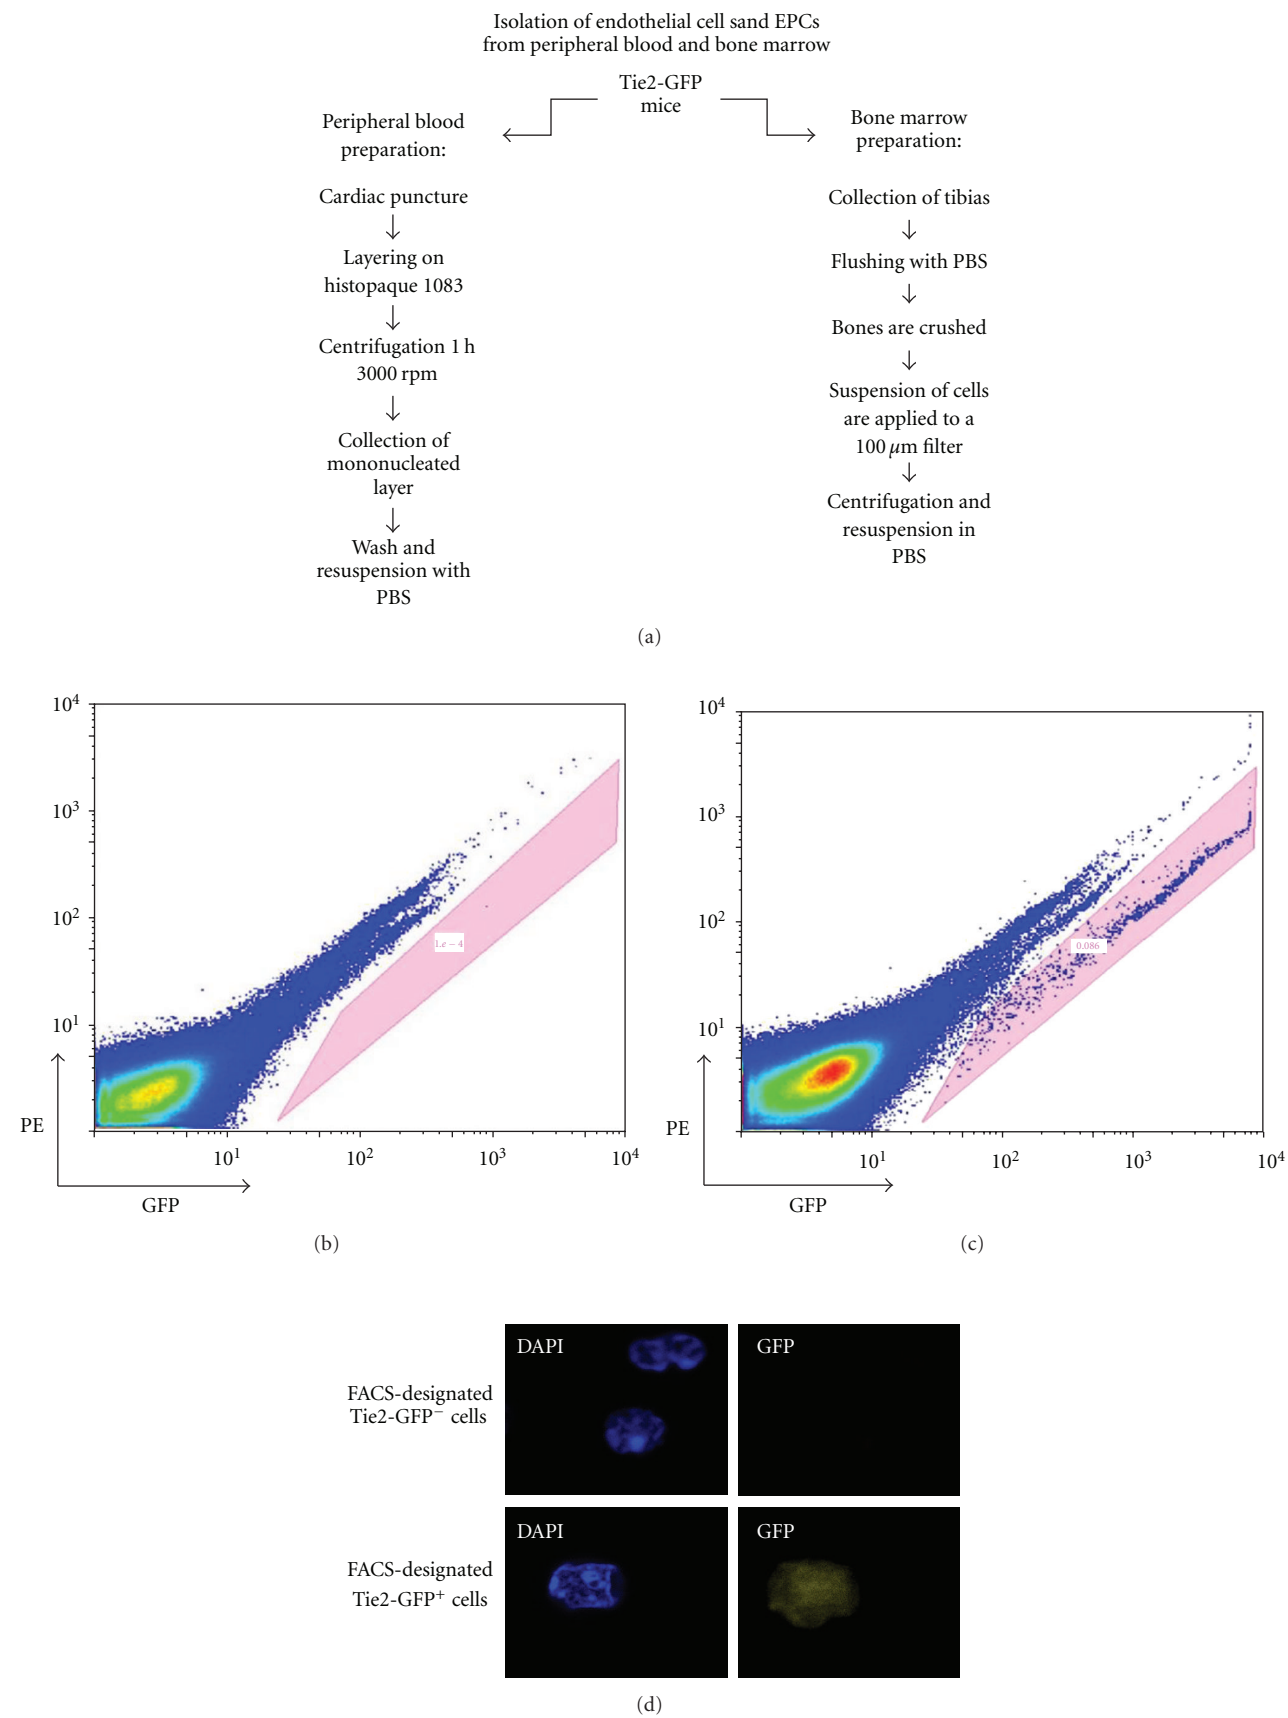 Isolation of endothelial cell sand EPCs
from peripheral blood and bone marrow
Tie2-GFP
mice
Peripheral blood
preparation:
Cardiac puncture
Layering on
histopaque 1083
Centrifugation 1 h
3000 rpm
Collection of
mononucleated
layer
Wash and
resuspension with
PBS
Bone marrow
preparation:
Collection of tibias
Flushing with PBS
Bones are crushed
Suspension of cells
are applied to a
100 µm filter
Centrifugation and
resuspension in
PBS
(a)
10⁴
10³
10²
10¹
1.e − 4
PE
10¹ 10² 10³ 10⁴
GFP
(b)
10⁴
10³
10²
10¹
0.086
PE
10¹ 10² 10³ 10⁴
GFP
(c)
FACS-designated
Tie2-GFP⁻ cells
DAPI
GFP
FACS-designated
Tie2-GFP⁺ cells
DAPI
GFP
(d)